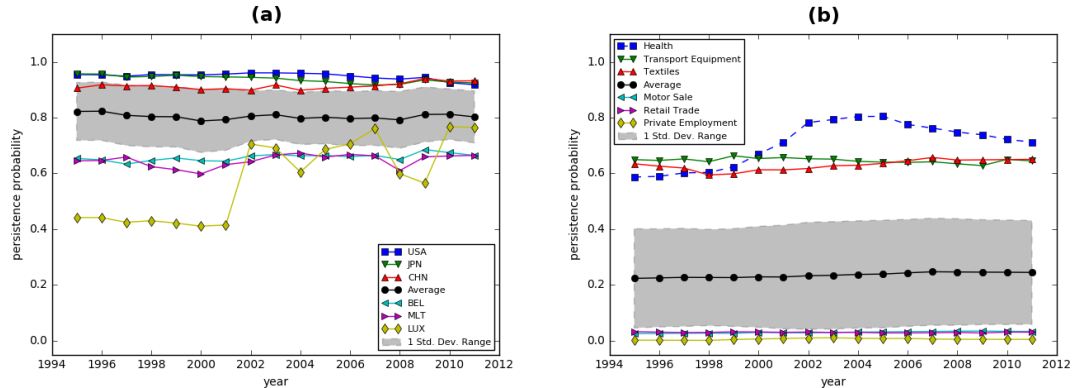 (a)
persistence probability
1.0
0.8
0.6
0.4
0.2
0.0
USA
JPN
CHN
Average
BEL
MLT
LUX
1 Std. Dev. Range
1994 1996 1998 2000 2002 2004 2006 2008 2010 2012
year
(b)
persistence probability
1.0
0.8
0.6
0.4
0.2
0.0
Health
Transport Equipment
Textiles
Average
Motor Sale
Retail Trade
Private Employment
1 Std. Dev. Range
1994 1996 1998 2000 2002 2004 2006 2008 2010 2012
year